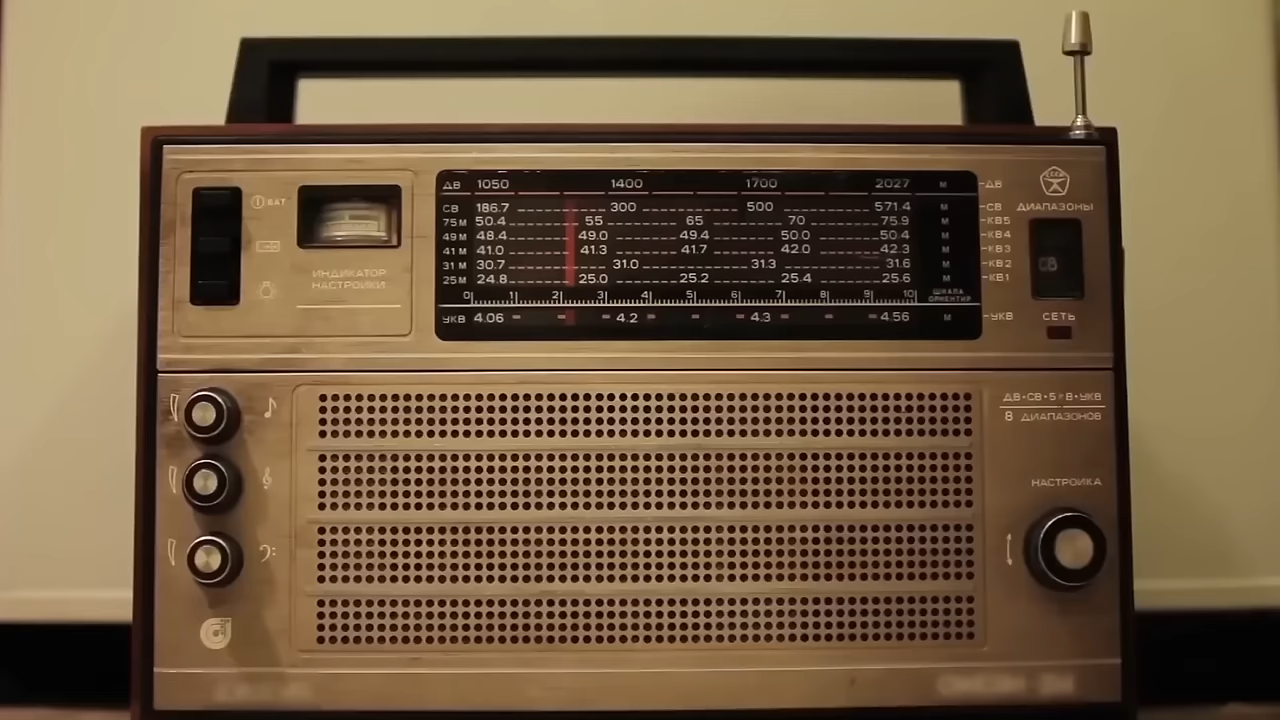 ДВ 1050 1400 1700 2027 М ДВ
СВ 186.7 300 500 571.4 М СВ
75 М 50.4 55 65 70 75.9 М КВ5
49 М 48.4 49.0 49.4 50.0 50.4 М КВ4
41 М 41.0 41.3 41.7 42.0 42.3 М КВ3
31 М 30.7 31.0 31.3 31.6 М КВ2
25 М 24.8 25.0 25.2 25.4 25.6 М КВ1
0 1 2 3 4 5 6 7 8 9 10 ШКАЛА ОРИЕНТИР
УКВ 4.06 4.2 4.3 4.56 М УКВ
БАТ
ИНДИКАТОР
НАСТРОЙКИ
СССР
ДИАПАЗОНЫ
СВ
СЕТЬ
ДВ•СВ•5КВ•УКВ
8 ДИАПАЗОНОВ
НАСТРОЙКА